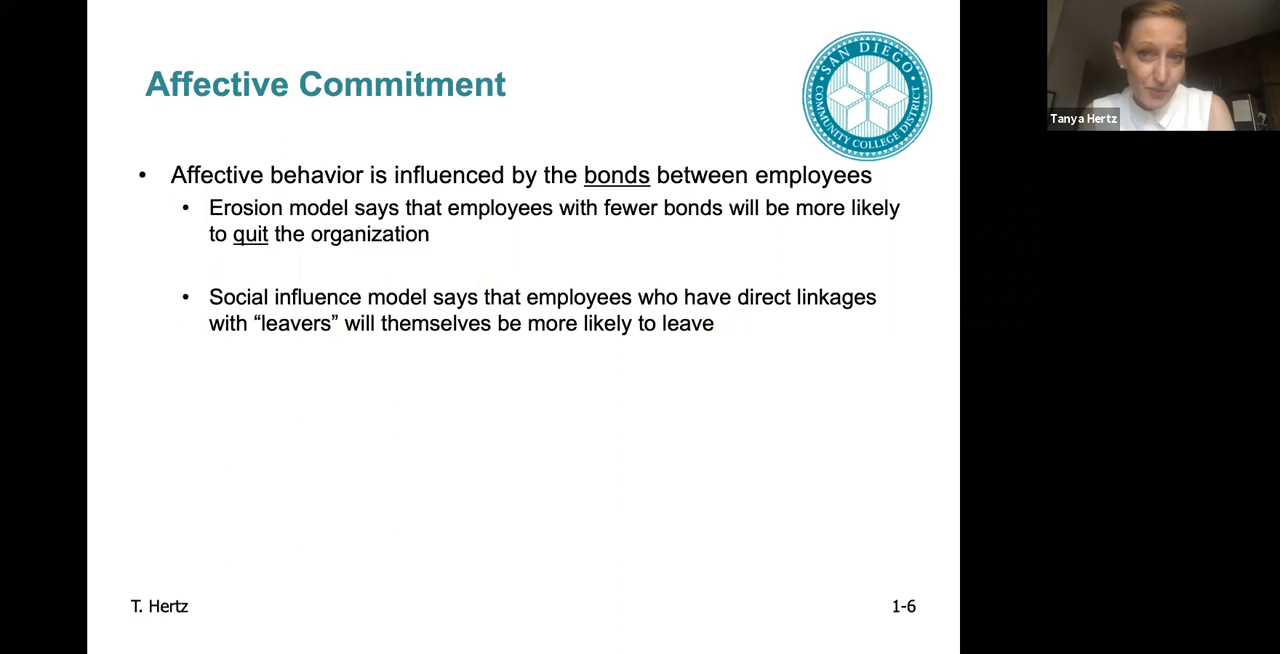 Affective Commitment
SAN DIEGO
COMMUNITY COLLEGE DISTRICT
Tanya Hertz
• Affective behavior is influenced by the bonds between employees
• Erosion model says that employees with fewer bonds will be more likely
to quit the organization
• Social influence model says that employees who have direct linkages
with “leavers” will themselves be more likely to leave
T. Hertz
1-6